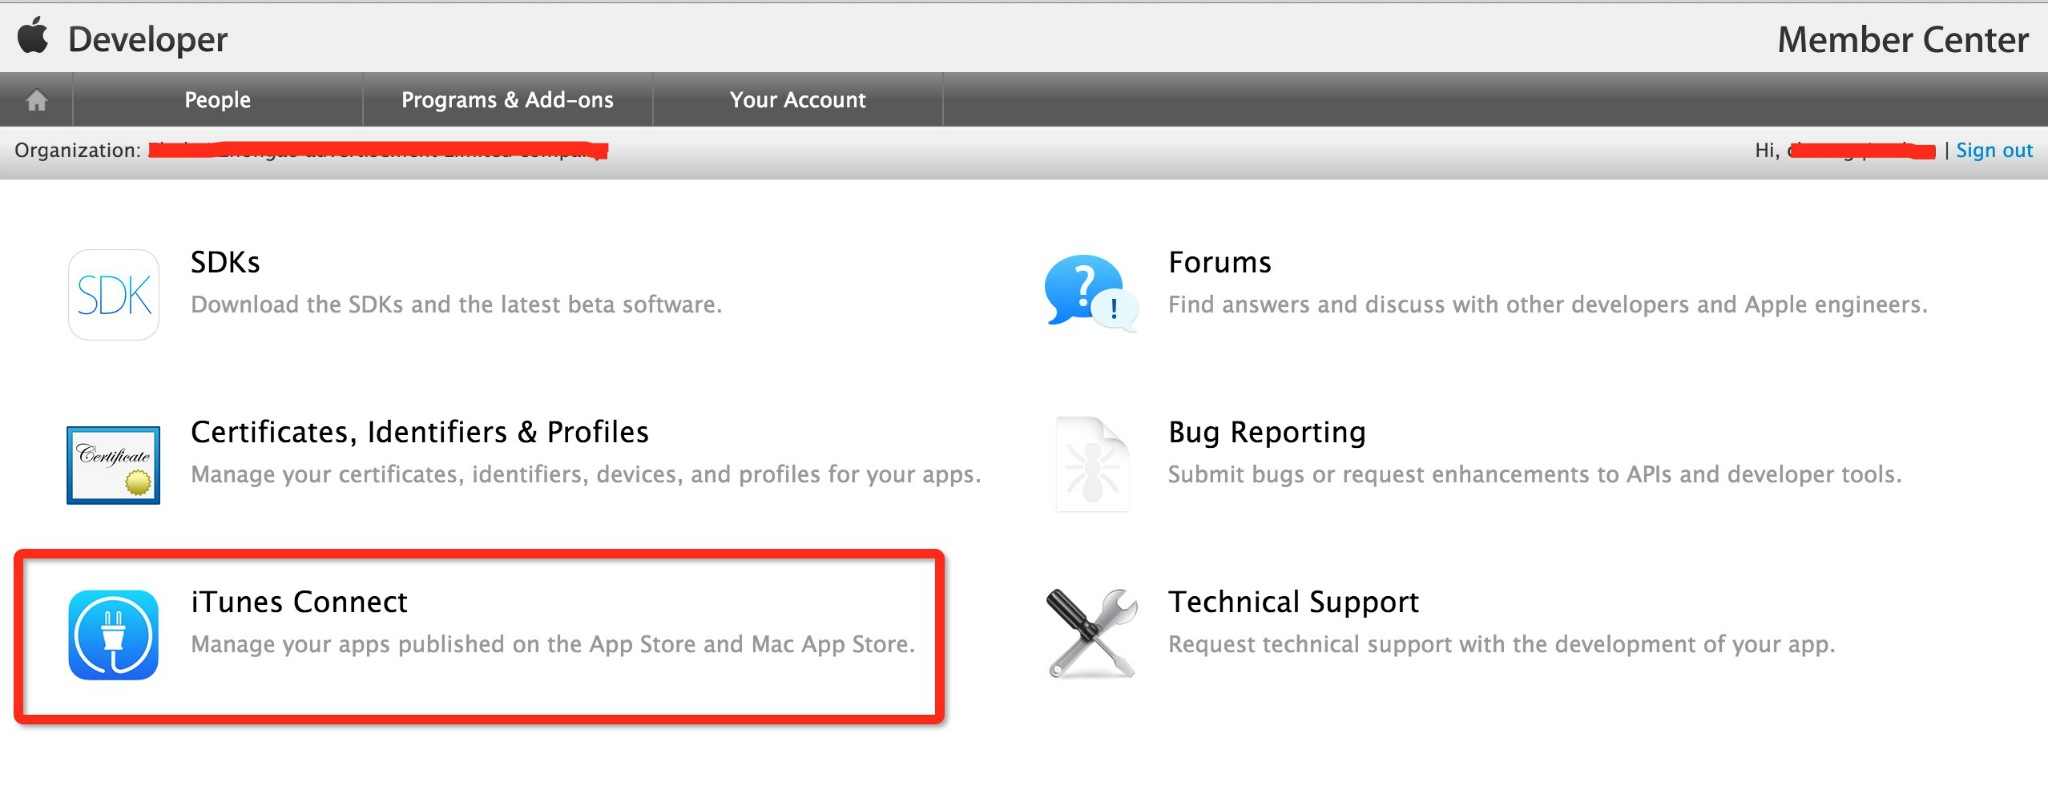 Developer
Member Center
People
Programs & Add-ons
Your Account
Organization:
Hi,
| Sign out
SDK
SDKs
Download the SDKs and the latest beta software.
?
!
Forums
Find answers and discuss with other developers and Apple engineers.
Certificate
Certificates, Identifiers & Profiles
Manage your certificates, identifiers, devices, and profiles for your apps.
Bug Reporting
Submit bugs or request enhancements to APIs and developer tools.
iTunes Connect
Manage your apps published on the App Store and Mac App Store.
Technical Support
Request technical support with the development of your app.